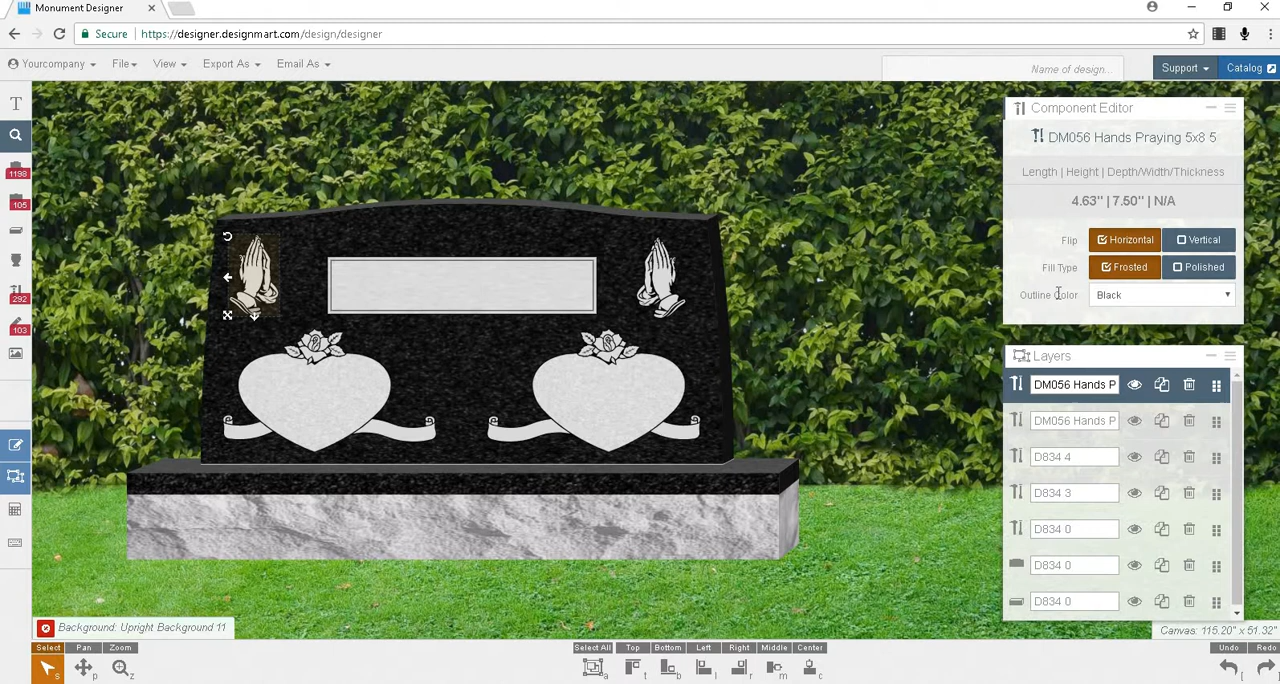 Monument Designer
Secure https://designer.designmart.com/design/designer
Yourcompany File View Export As Email As Name of design... Support Catalog
T
1198
105
292
103
Component Editor
DM056 Hands Praying 5x8 5
Length | Height | Depth/Width/Thickness
4.63" | 7.50" | N/A
Flip Horizontal Vertical
Fill Type Frosted Polished
Outline Color Black
Layers
DM056 Hands P
DM056 Hands P
D834 4
D834 3
D834 0
D834 0
D834 0
Background: Upright Background 11
Canvas: 115.20" x 51.32"
Select Pan Zoom Select All Top Bottom Left Right Middle Center Undo Redo
s p z a t b l r m c [ ]